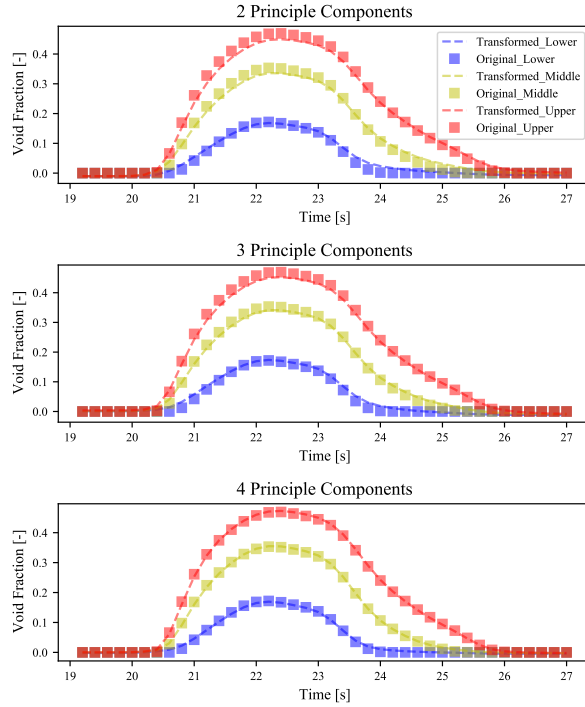 2 Principle Components
Void Fraction [-]
0.4
0.3
0.2
0.1
0.0
Transformed_Lower
Original_Lower
Transformed_Middle
Original_Middle
Transformed_Upper
Original_Upper
19 20 21 22 23 24 25 26 27
Time [s]
3 Principle Components
Void Fraction [-]
0.4
0.3
0.2
0.1
0.0
19 20 21 22 23 24 25 26 27
Time [s]
4 Principle Components
Void Fraction [-]
0.4
0.3
0.2
0.1
0.0
19 20 21 22 23 24 25 26 27
Time [s]